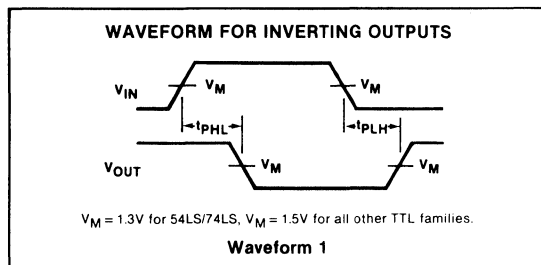 WAVEFORM FOR INVERTING OUTPUTS
VIN
VM
VM
tPHL
tPLH
VOUT
VM
VM
VM = 1.3V for 54LS/74LS, VM = 1.5V for all other TTL families.
Waveform 1